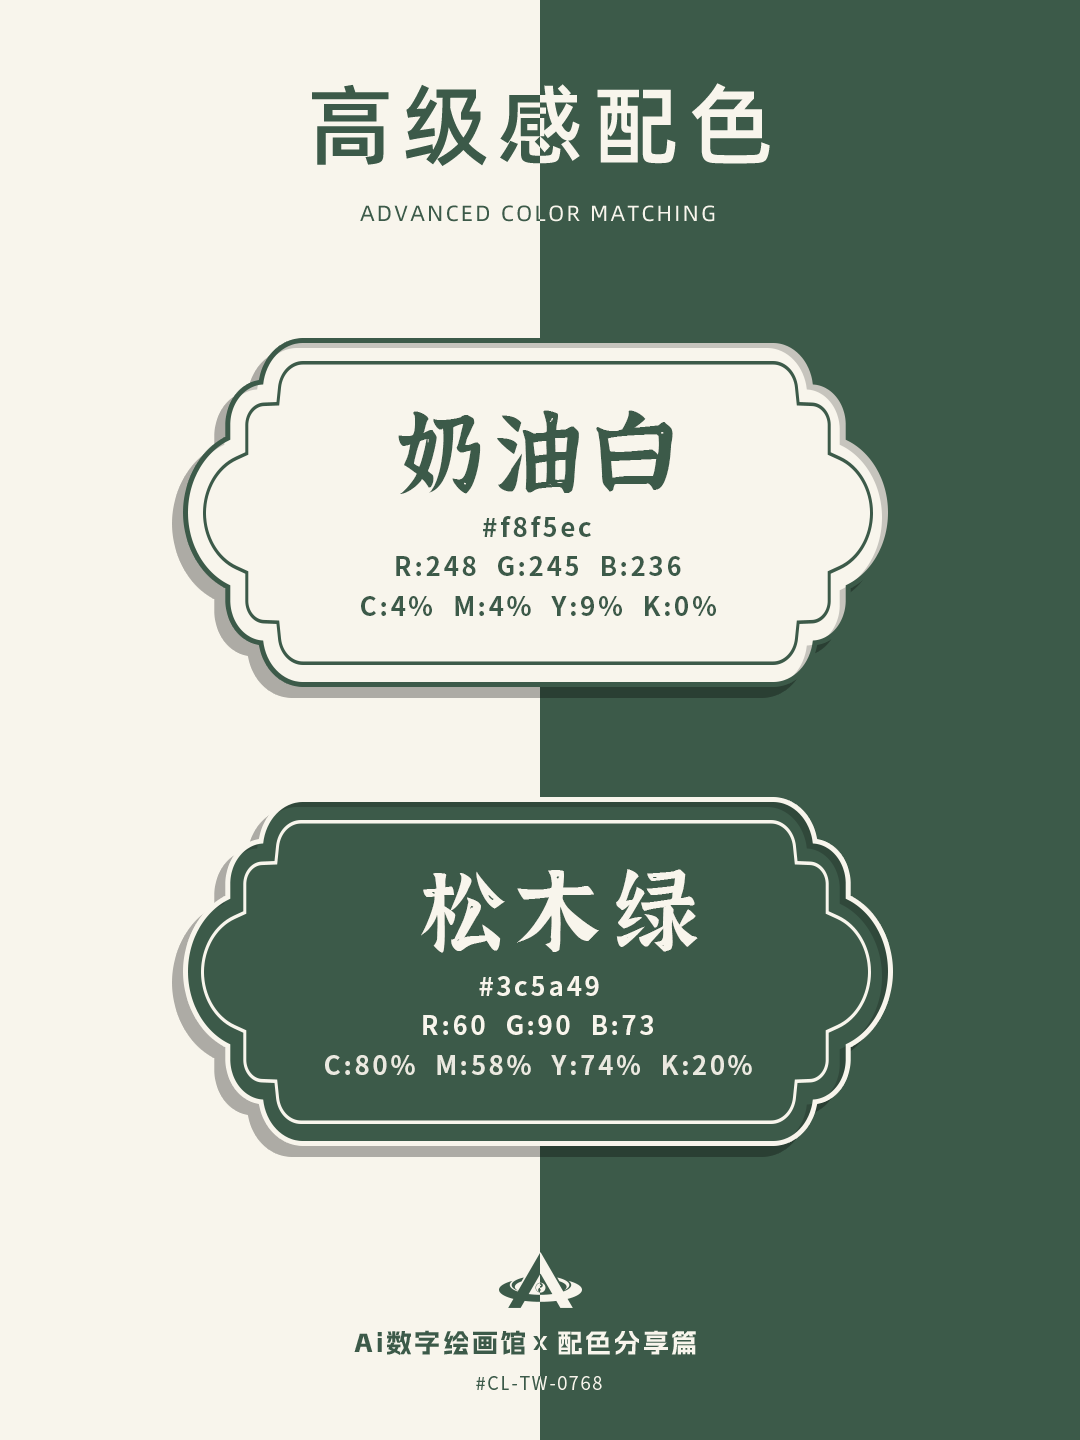 高级感配色
ADVANCED COLOR MATCHING
奶油白
#f8f5ec
R:248 G:245 B:236
C:4% M:4% Y:9% K:0%
松木绿
#3c5a49
R:60 G:90 B:73
C:80% M:58% Y:74% K:20%
Ai数字绘画馆 x 配色分享篇
#CL-TW-0768